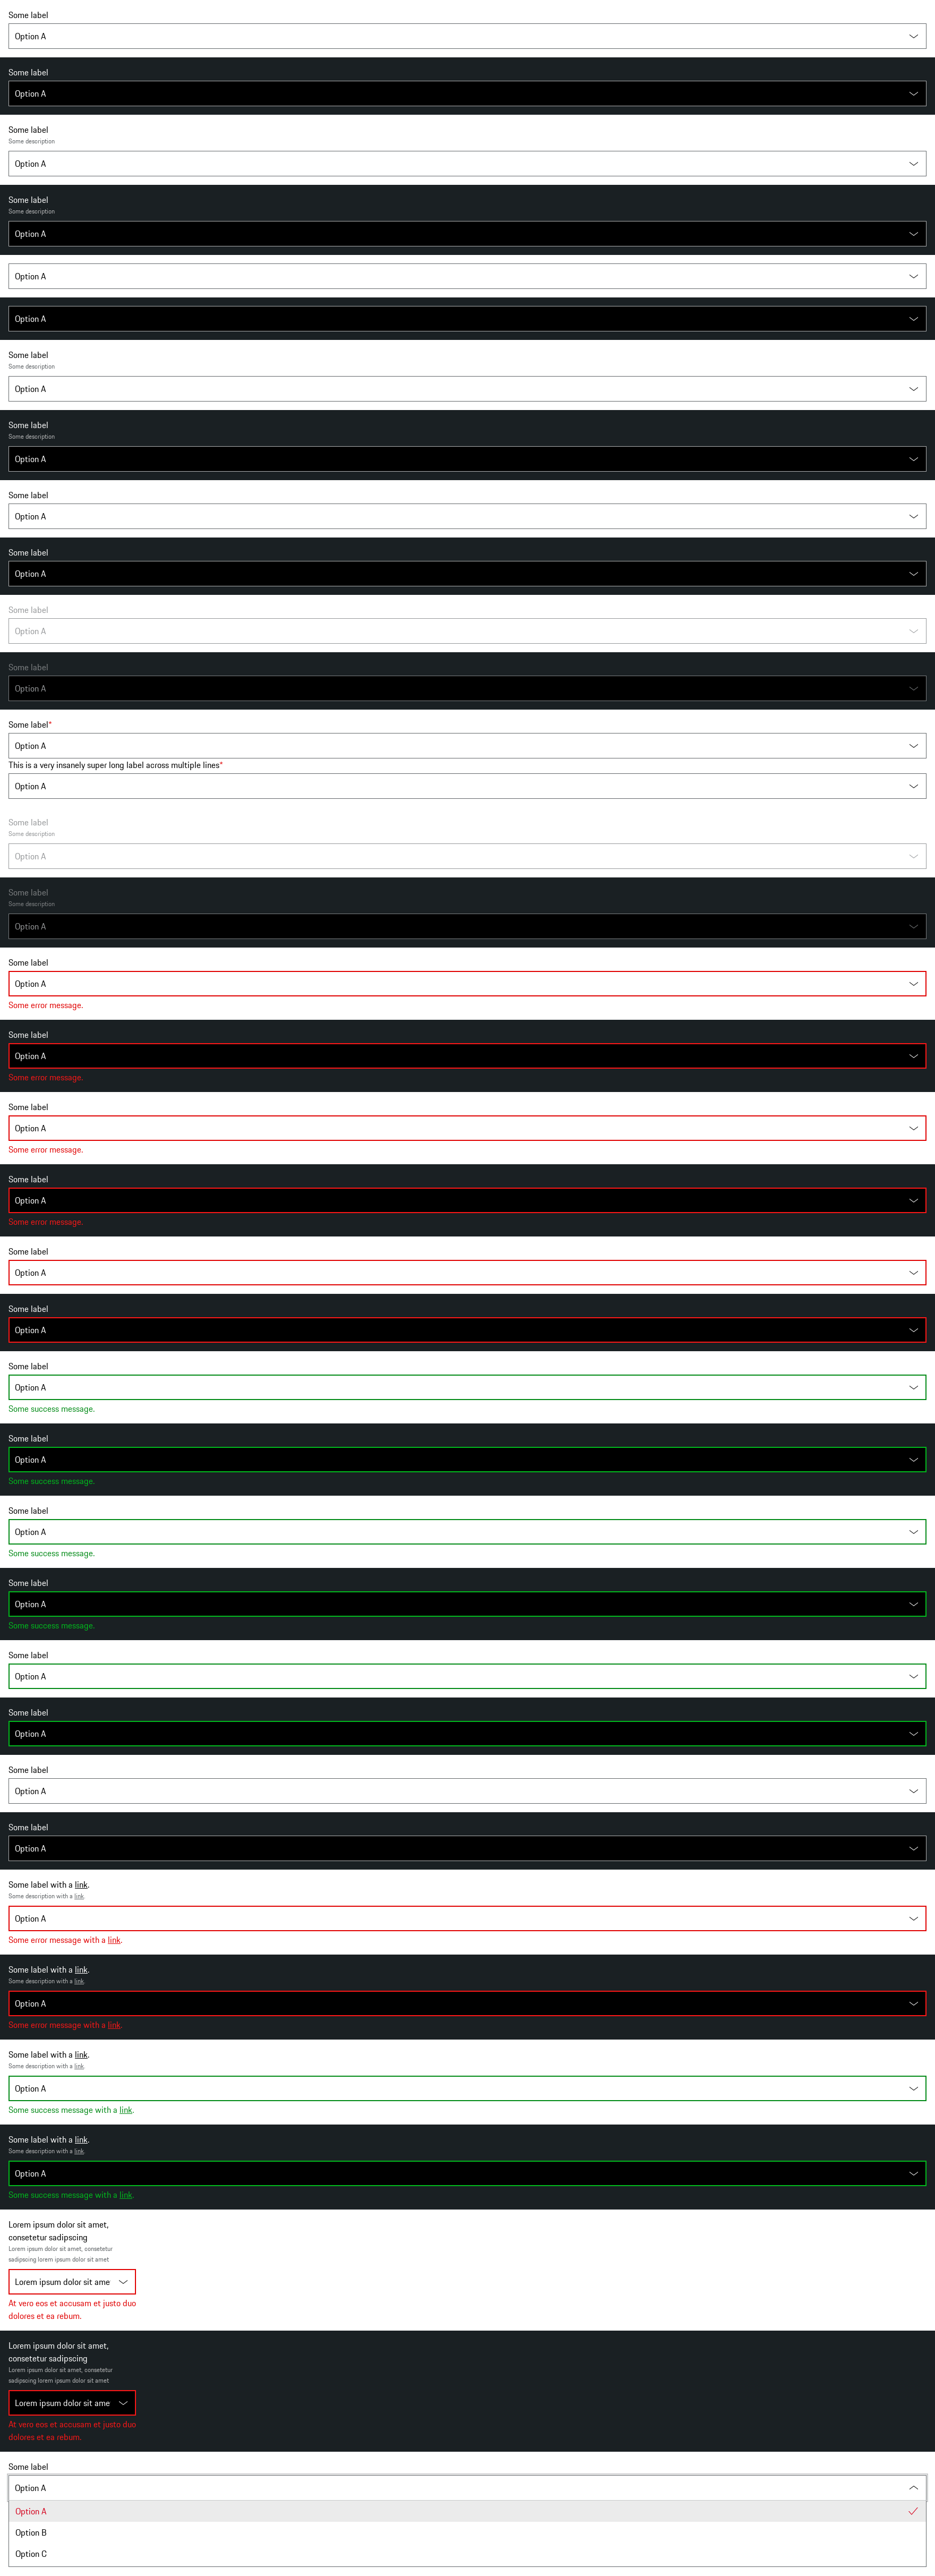 Some label
Option A
Some label
Option A
Some label
Some description
Option A
Some label
Some description
Option A
Option A
Option A
Some label
Some description
Option A
Some label
Some description
Option A
Some label
Option A
Some label
Option A
Some label
Option A
Some label
Option A
Some label*
Option A
This is a very insanely super long label across multiple lines*
Option A
Some label
Some description
Option A
Some label
Some description
Option A
Some label
Option A
Some error message.
Some label
Option A
Some error message.
Some label
Option A
Some error message.
Some label
Option A
Some error message.
Some label
Option A
Some label
Option A
Some label
Option A
Some success message.
Some label
Option A
Some success message.
Some label
Option A
Some success message.
Some label
Option A
Some success message.
Some label
Option A
Some label
Option A
Some label
Option A
Some label
Option A
Some label with a link.
Some description with a link.
Option A
Some error message with a link.
Some label with a link.
Some description with a link.
Option A
Some error message with a link.
Some label with a link.
Some description with a link.
Option A
Some success message with a link.
Some label with a link.
Some description with a link.
Option A
Some success message with a link.
Lorem ipsum dolor sit amet,
consetetur sadipscing
Lorem ipsum dolor sit amet, consetetur
sadipscing lorem ipsum dolor sit amet
Lorem ipsum dolor sit ame
At vero eos et accusam et justo duo
dolores et ea rebum.
Lorem ipsum dolor sit amet,
consetetur sadipscing
Lorem ipsum dolor sit amet, consetetur
sadipscing lorem ipsum dolor sit amet
Lorem ipsum dolor sit ame
At vero eos et accusam et justo duo
dolores et ea rebum.
Some label
Option A
Option A
Option B
Option C